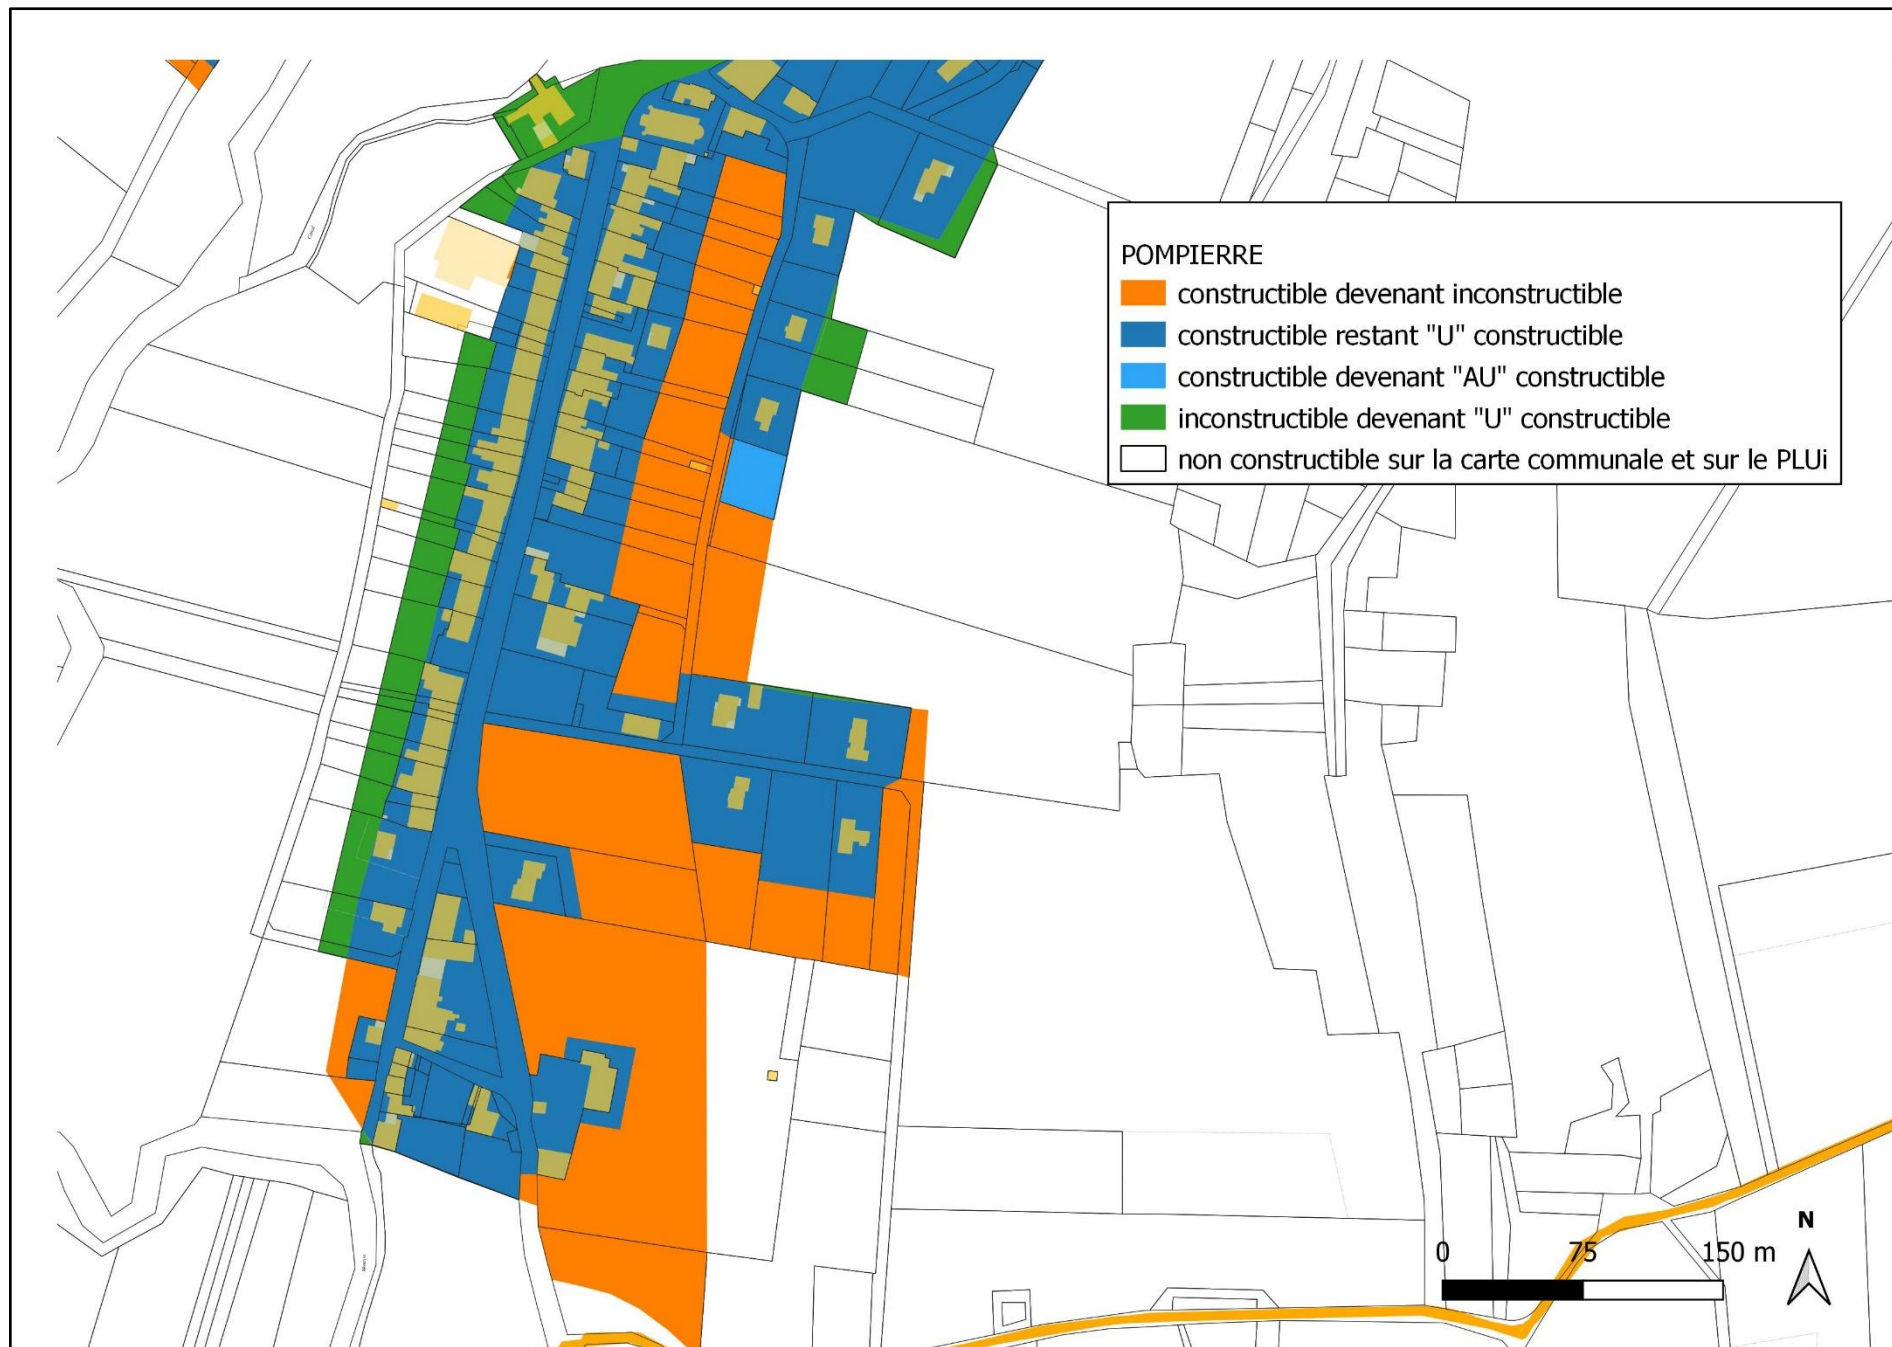 POMPIERRE
constructible devenant inconstructible
constructible restant "U" constructible
constructible devenant "AU" constructible
inconstructible devenant "U" constructible
non constructible sur la carte communale et sur le PLUi
N
0 75 150 m